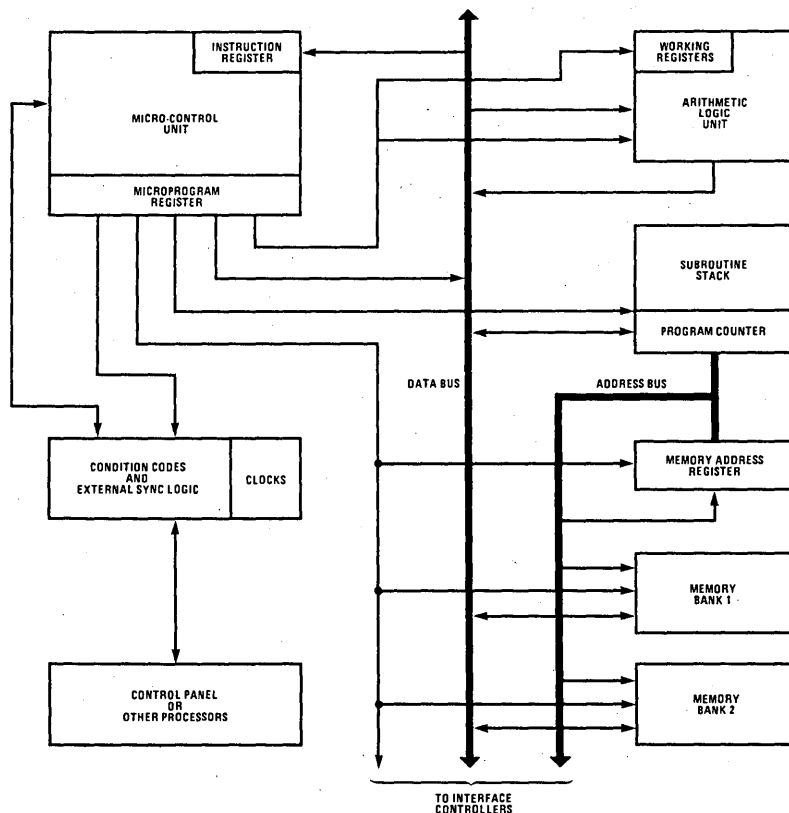 INSTRUCTION
REGISTER
WORKING
REGISTERS
MICRO-CONTROL
UNIT
ARITHMETIC
LOGIC
UNIT
MICROPROGRAM
REGISTER
SUBROUTINE
STACK
PROGRAM COUNTER
DATA BUS
ADDRESS BUS
CONDITION CODES
AND
EXTERNAL SYNC LOGIC
CLOCKS
MEMORY ADDRESS
REGISTER
MEMORY
BANK 1
CONTROL PANEL
OR
OTHER PROCESSORS
MEMORY
BANK 2
TO INTERFACE
CONTROLLERS